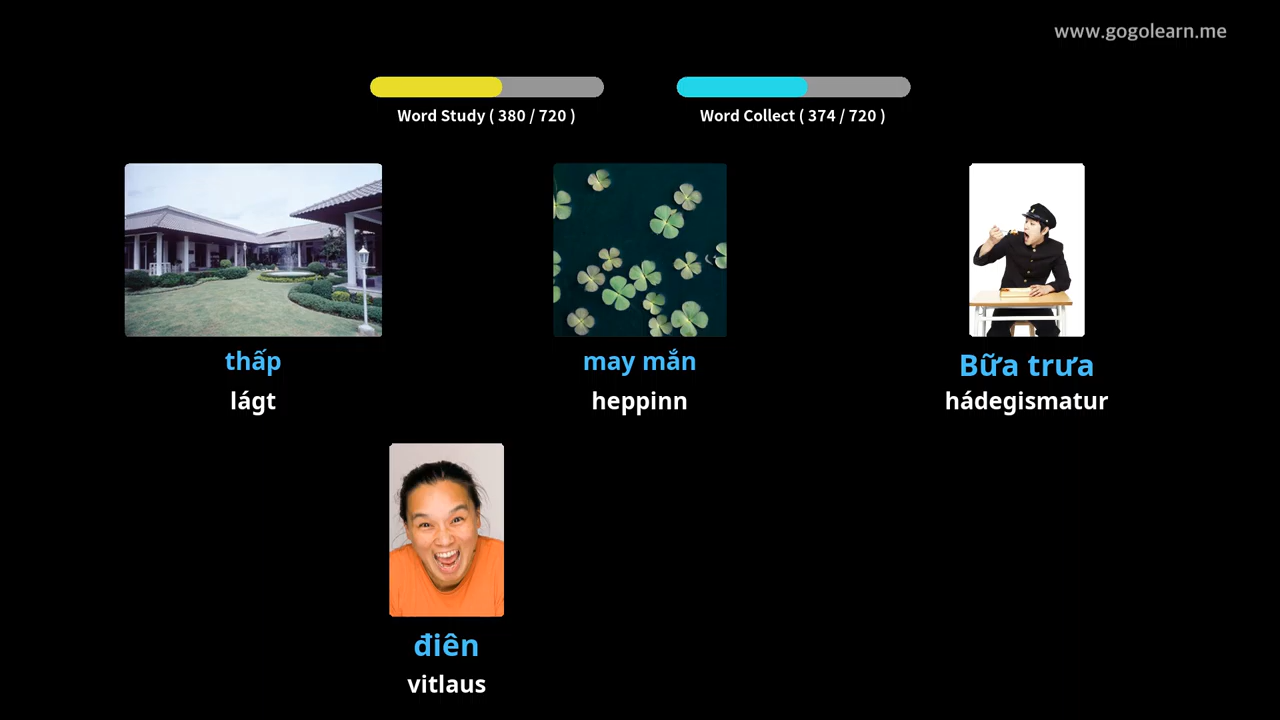 www.gogolearn.me
Word Study ( 380 / 720 )
Word Collect ( 374 / 720 )
thấp
lágt
may mắn
heppinn
Bữa trưa
hádegismatur
điên
vitlaus